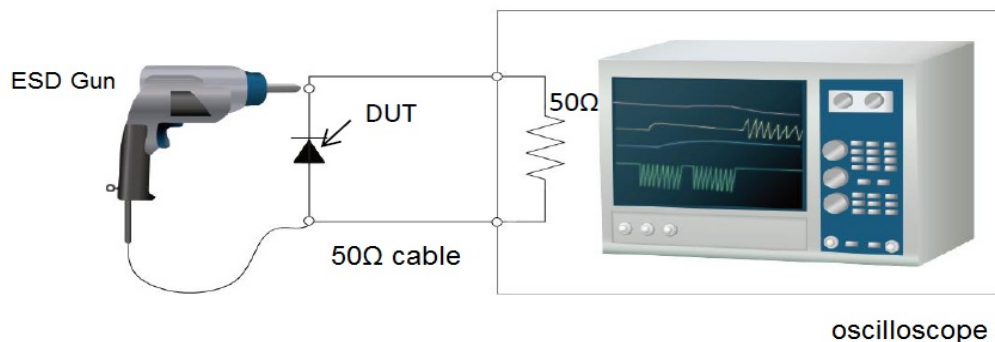 ESD Gun
DUT
50Ω
50Ω cable
oscilloscope